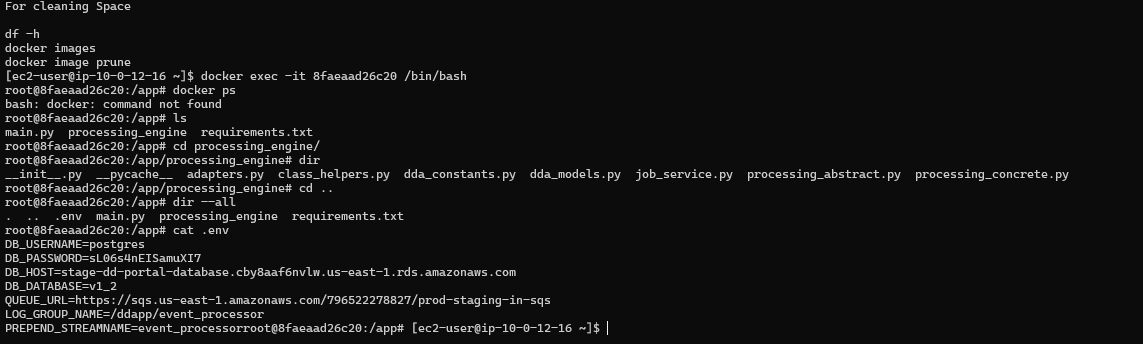 For cleaning Space
df -h
docker images
docker image prune
[ec2-user@ip-10-0-12-16 ~]$ docker exec -it 8faeaad26c20 /bin/bash
root@8faeaad26c20:/app# docker ps
bash: docker: command not found
root@8faeaad26c20:/app# ls
main.py  processing_engine  requirements.txt
root@8faeaad26c20:/app# cd processing_engine/
root@8faeaad26c20:/app/processing_engine# dir
__init__.py  __pycache__  adapters.py  class_helpers.py  dda_constants.py  dda_models.py  job_service.py  processing_abstract.py  processing_concrete.py
root@8faeaad26c20:/app/processing_engine# cd ..
root@8faeaad26c20:/app# dir --all
.  ..  .env  main.py  processing_engine  requirements.txt
root@8faeaad26c20:/app# cat .env
DB_USERNAME=postgres
DB_PASSWORD=sL06s4nEISamuXI7
DB_HOST=stage-dd-portal-database.cby8aaf6nvlw.us-east-1.rds.amazonaws.com
DB_DATABASE=v1_2
QUEUE_URL=https://sqs.us-east-1.amazonaws.com/796522278827/prod-staging-in-sqs
LOG_GROUP_NAME=/ddapp/event_processor
PREPEND_STREAMNAME=event_processorroot@8faeaad26c20:/app# [ec2-user@ip-10-0-12-16 ~]$